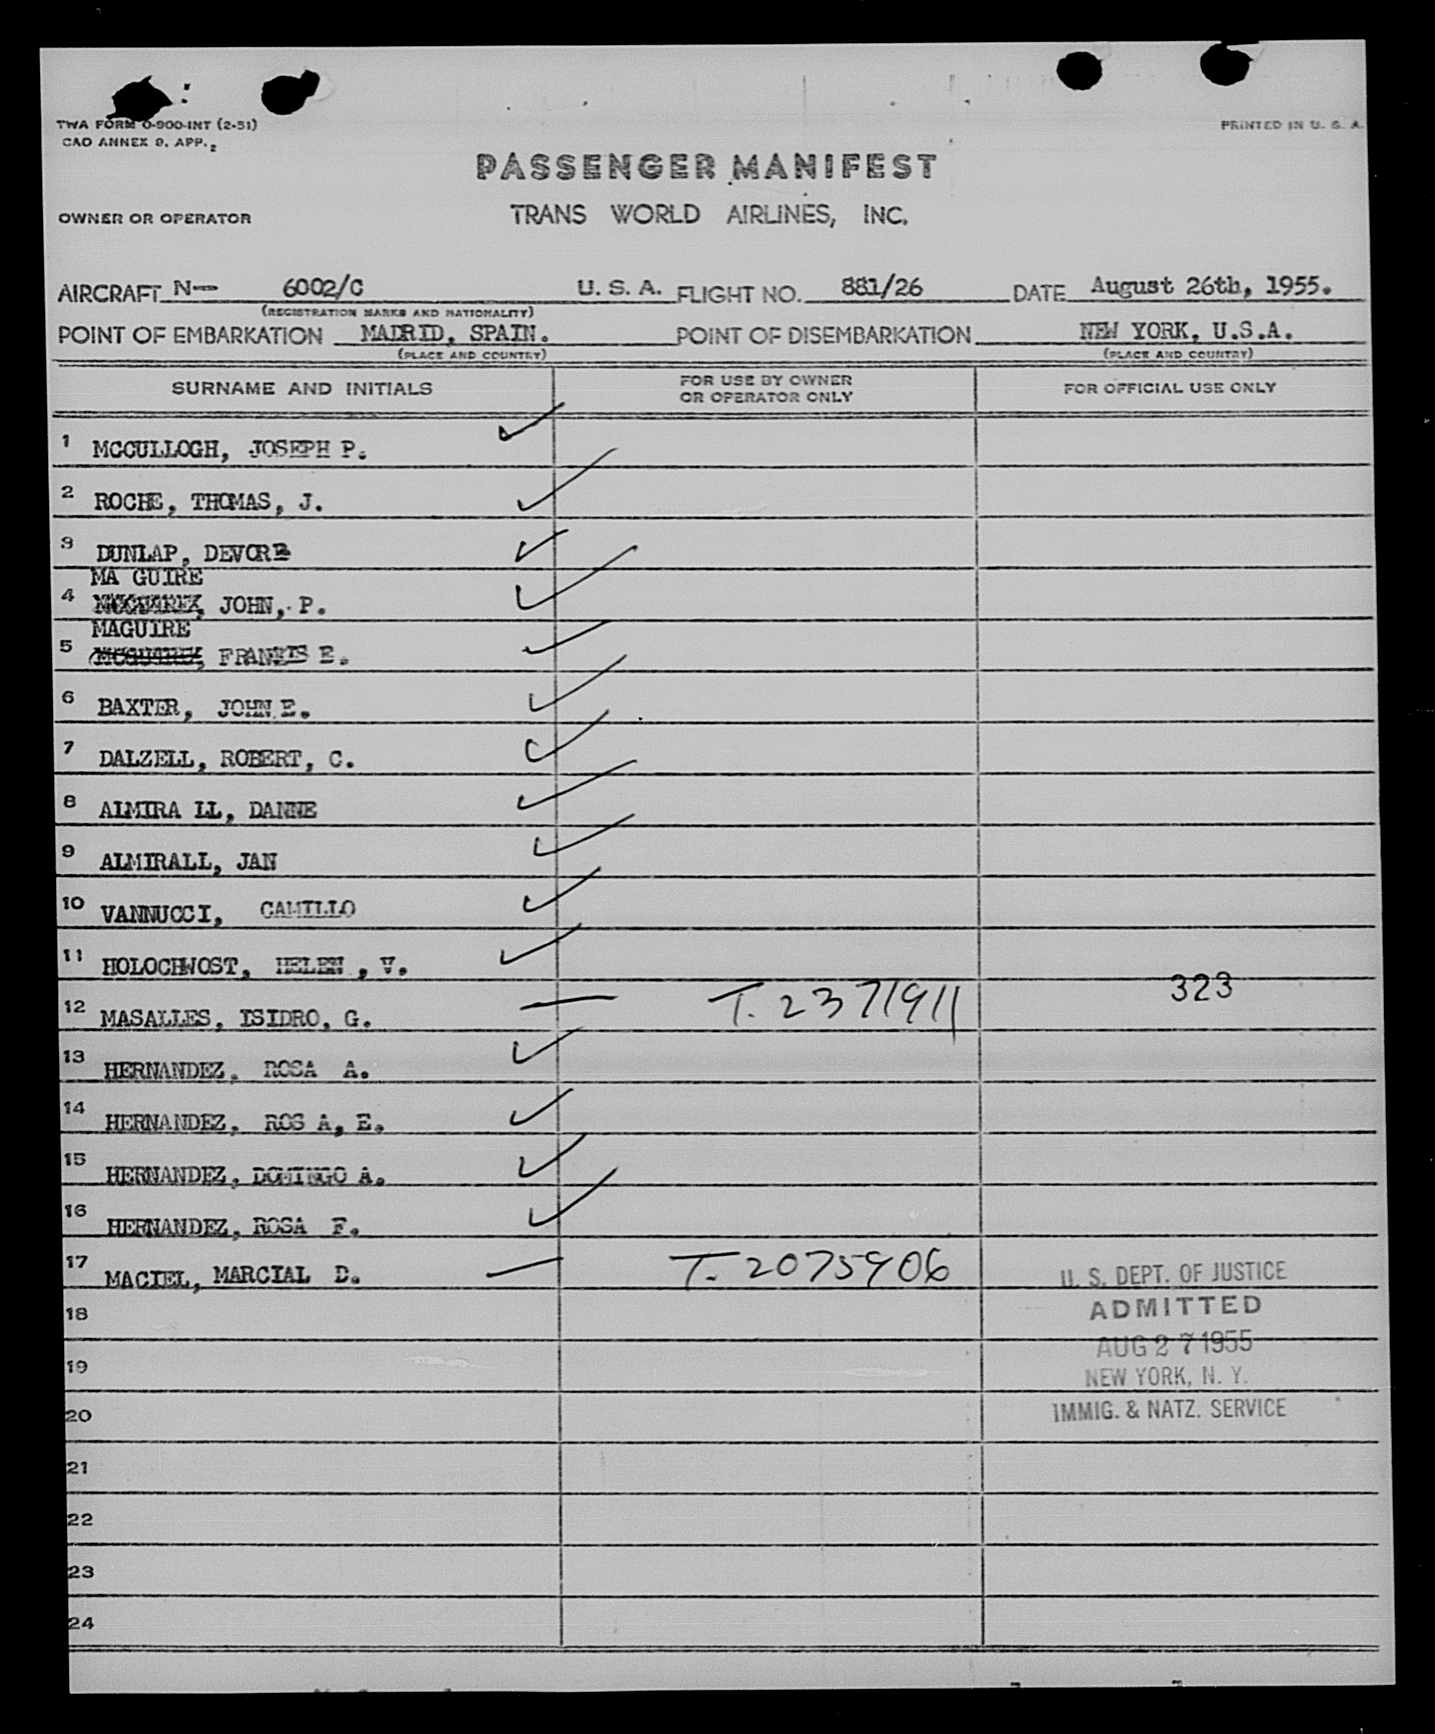 TWA FORM O-900-INT (2-51)
CAO ANNEX 9, APP. 2
PRINTED IN U. S. A.
PASSENGER MANIFEST
OWNER OR OPERATOR
TRANS WORLD AIRLINES, INC.
AIRCRAFT N— 6002/C U. S. A. FLIGHT NO. 881/26 DATE August 26th, 1955.
(REGISTRATION MARKS AND NATIONALITY)
POINT OF EMBARKATION MADRID, SPAIN. POINT OF DISEMBARKATION NEW YORK, U.S.A.
(PLACE AND COUNTRY) (PLACE AND COUNTRY)
SURNAME AND INITIALS FOR USE BY OWNER OR OPERATOR ONLY FOR OFFICIAL USE ONLY
1 MCCULLOGH, JOSEPH P.
2 ROCHE, THOMAS, J.
3 DUNLAP, DEVORE
MA GUIRE
4 JOHN, P.
MAGUIRE
5 FRANCIS E.
6 BAXTER, JOHN E.
7 DALZELL, ROBERT, C.
8 ALMIRA LL, DANNE
9 ALMIRALL, JAN
10 VANNUCCI, CAMILLO
11 HOLOCHWOST, HELEN , V.
12 MASALLES, ISIDRO, G. T. 2371911 323
13 HERNANDEZ, ROSA A.
14 HERNANDEZ, ROS A, E.
15 HERNANDEZ, DOMINGO A.
16 HERNANDEZ, ROSA F.
17 MACIEL, MARCIAL D. T. 2075906
U. S. DEPT. OF JUSTICE
18
ADMITTED
19
AUG 27 1955
NEW YORK, N. Y.
20
IMMIG. & NATZ. SERVICE
21
22
23
24